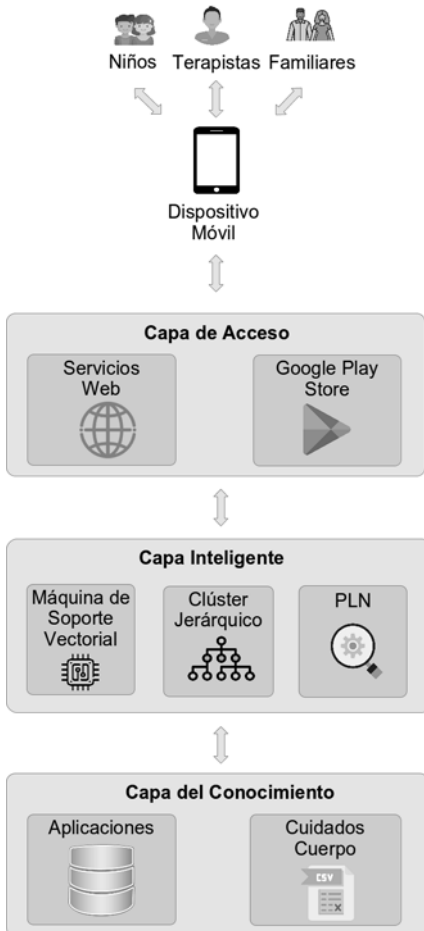 Niños Terapistas Familiares
Dispositivo
Móvil
Capa de Acceso
Servicios
Web
Google Play
Store
Capa Inteligente
Máquina de
Soporte
Vectorial
Clúster
Jerárquico
PLN
Capa del Conocimiento
Aplicaciones
Cuidados
Cuerpo
CSV